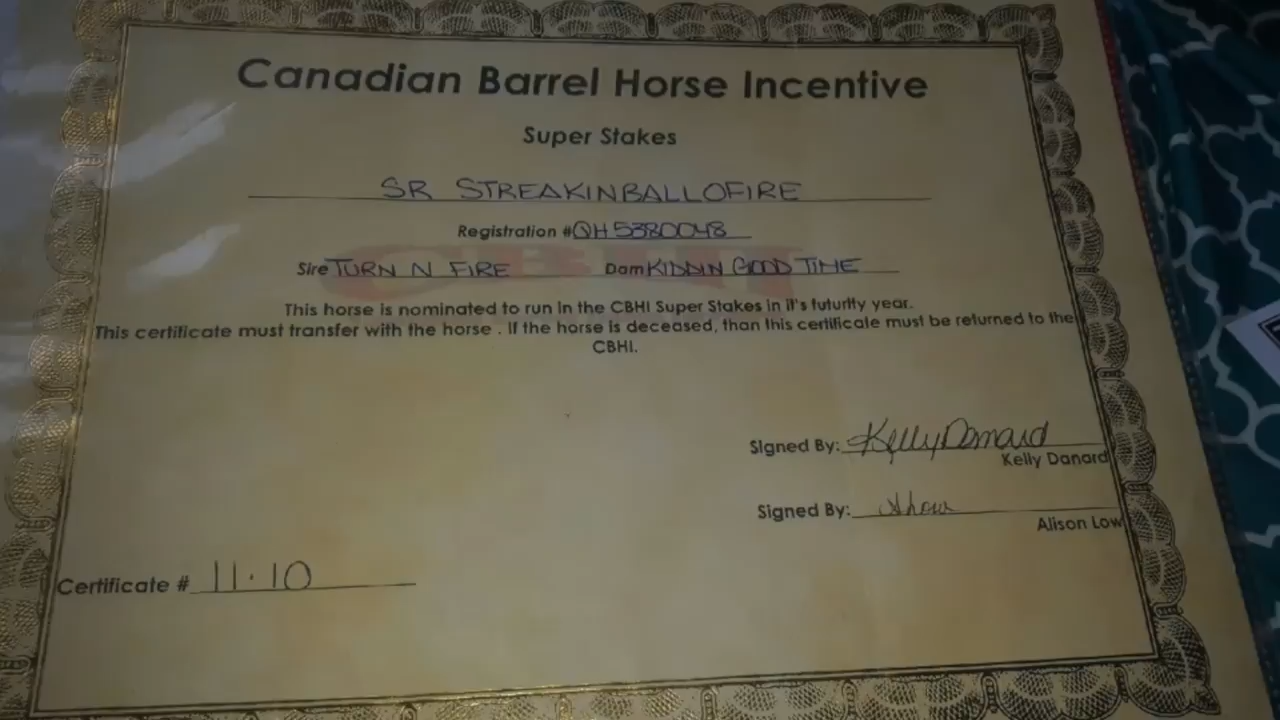 Canadian Barrel Horse Incentive
Super Stakes
SR STREAKINBALLOFIRE
Registration #QH5380048
Sire TURN N FIRE Dam KIDDIN GOOD TIME
This horse is nominated to run in the CBHI Super Stakes in it's futurity year.
This certificate must transfer with the horse . If the horse is deceased, than this certificate must be returned to the
CBHI.
Signed By: Kelly Danard
Kelly Danard
Signed By:
Alison Low
Certificate # 11·10